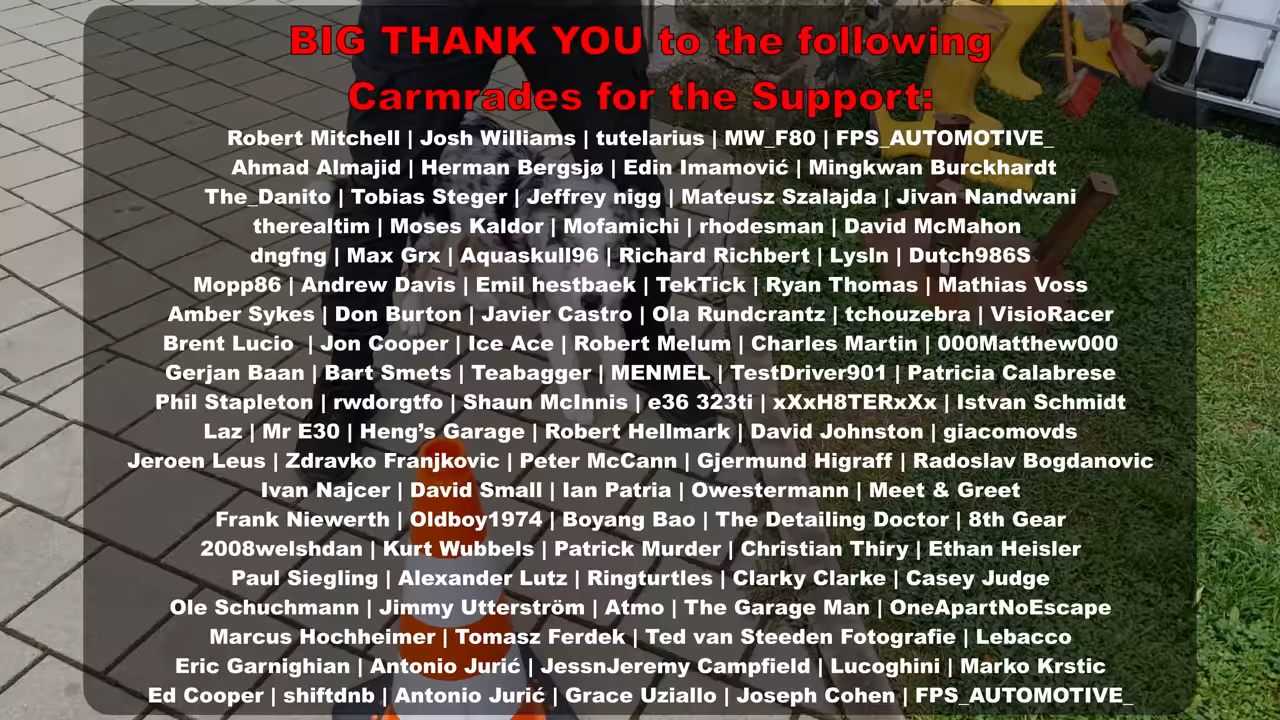 BIG THANK YOU to the following
Carmrades for the Support:
Robert Mitchell | Josh Williams | tutelarius | MW_F80 | FPS_AUTOMOTIVE_
Ahmad Almajid | Herman Bergsjø | Edin Imamović | Mingkwan Burckhardt
The_Danito | Tobias Steger | Jeffrey nigg | Mateusz Szalajda | Jivan Nandwani
therealtim | Moses Kaldor | Mofamichi | rhodesman | David McMahon
dngfng | Max Grx | Aquaskull96 | Richard Richbert | Lysln | Dutch986S
Mopp86 | Andrew Davis | Emil hestbaek | TekTick | Ryan Thomas | Mathias Voss
Amber Sykes | Don Burton | Javier Castro | Ola Rundcrantz | tchouzebra | VisioRacer
Brent Lucio  | Jon Cooper | Ice Ace | Robert Melum | Charles Martin | 000Matthew000
Gerjan Baan | Bart Smets | Teabagger | MENMEL | TestDriver901 | Patricia Calabrese
Phil Stapleton | rwdorgtfo | Shaun McInnis | e36 323ti | xXxH8TERxXx | Istvan Schmidt
Laz | Mr E30 | Heng’s Garage | Robert Hellmark | David Johnston | giacomovds
Jeroen Leus | Zdravko Franjkovic | Peter McCann | Gjermund Higraff | Radoslav Bogdanovic
Ivan Najcer | David Small | Ian Patria | Owestermann | Meet & Greet
Frank Niewerth | Oldboy1974 | Boyang Bao | The Detailing Doctor | 8th Gear
2008welshdan | Kurt Wubbels | Patrick Murder | Christian Thiry | Ethan Heisler
Paul Siegling | Alexander Lutz | Ringturtles | Clarky Clarke | Casey Judge
Ole Schuchmann | Jimmy Utterström | Atmo | The Garage Man | OneApartNoEscape
Marcus Hochheimer | Tomasz Ferdek | Ted van Steeden Fotografie | Lebacco
Eric Garnighian | Antonio Jurić | JessnJeremy Campfield | Lucoghini | Marko Krstic
Ed Cooper | shiftdnb | Antonio Jurić | Grace Uziallo | Joseph Cohen | FPS_AUTOMOTIVE_